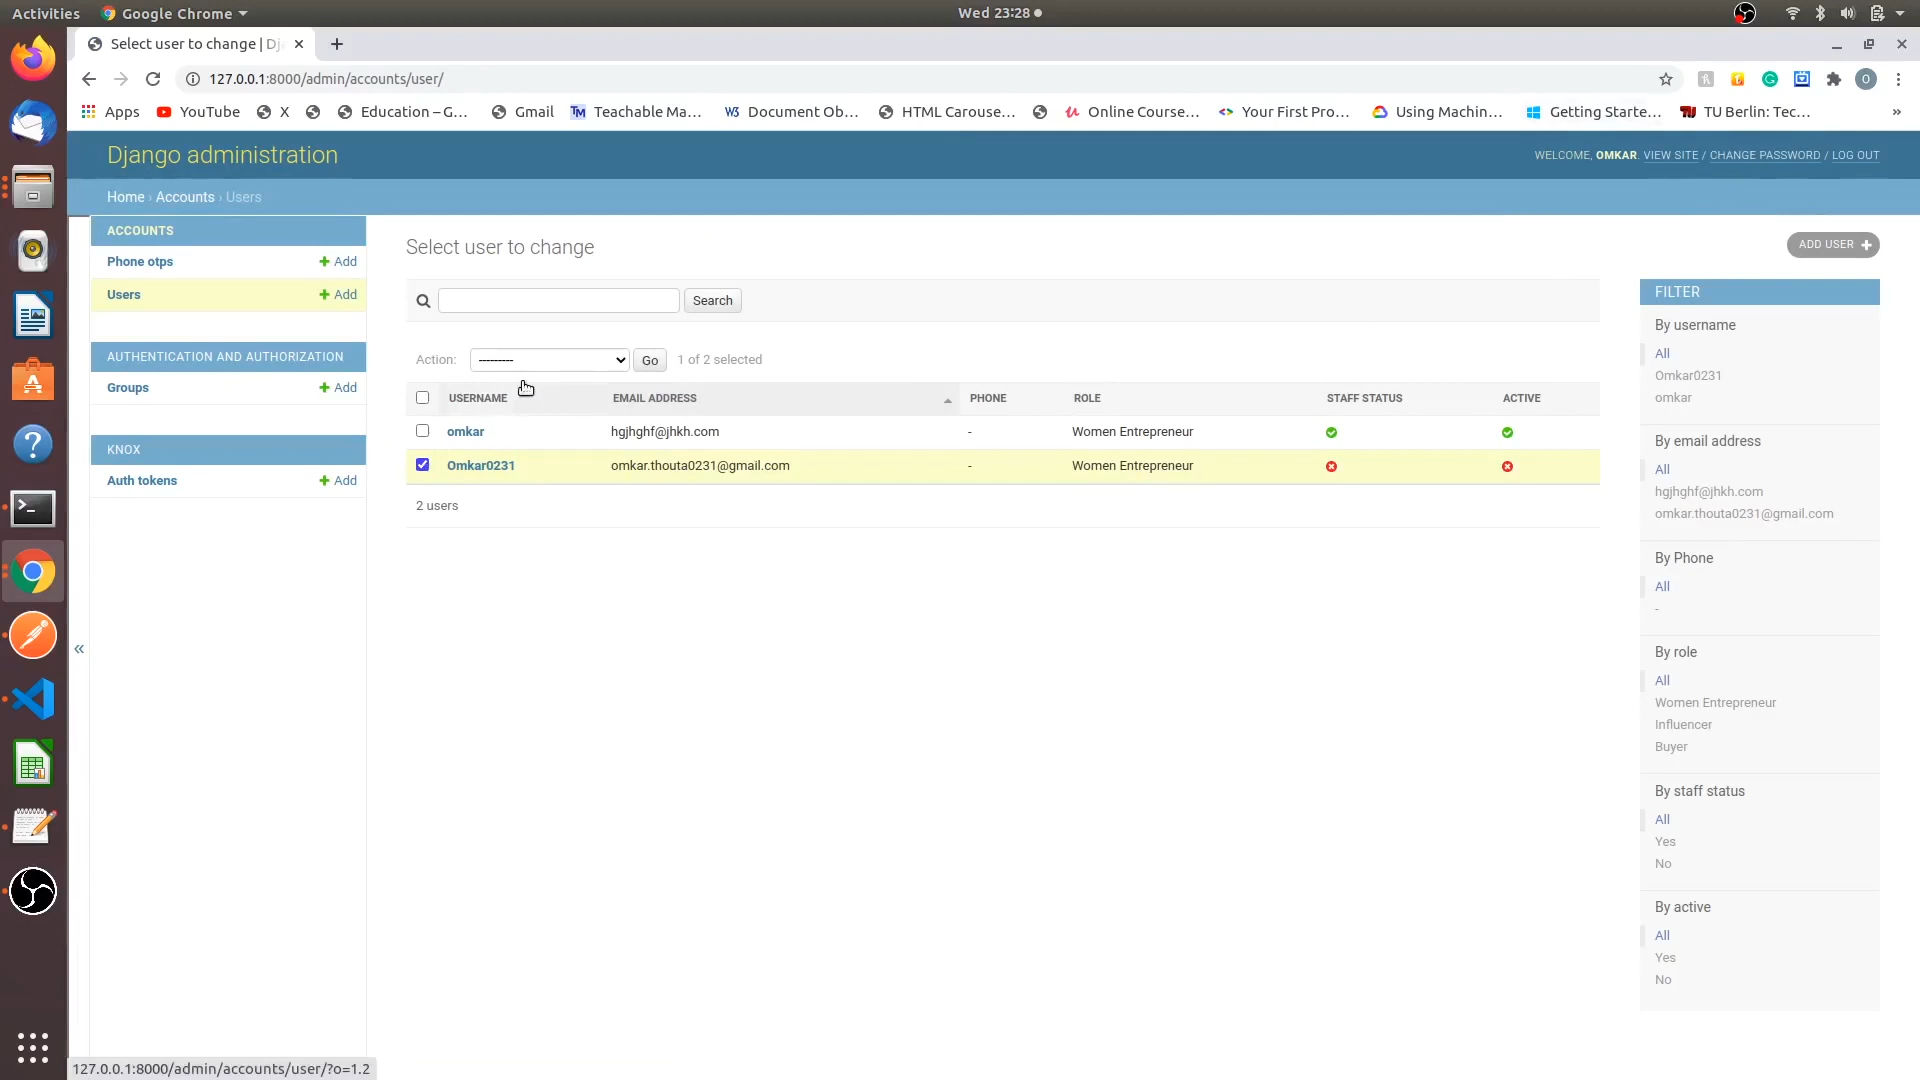 Activities
Google Chrome
Wed 23:28
Select user to change | Dj
127.0.0.1:8000/admin/accounts/user/
O
Apps
YouTube
X
Education – G...
Gmail
TM
Teachable Ma...
W3
Document Ob...
HTML Carouse...
Online Course...
Your First Pro...
Using Machin...
Getting Starte...
TU Berlin: Tec...
»
Django administration
WELCOME, OMKAR. VIEW SITE / CHANGE PASSWORD / LOG OUT
Home › Accounts › Users
ACCOUNTS
Phone otps
+ Add
Users
+ Add
AUTHENTICATION AND AUTHORIZATION
Groups
+ Add
KNOX
Auth tokens
+ Add
«
Select user to change
ADD USER +
Search
Action:
---------
Go
1 of 2 selected
USERNAME EMAIL ADDRESS PHONE ROLE STAFF STATUS ACTIVE
omkar hgjhghf@jhkh.com - Women Entrepreneur
Omkar0231 omkar.thouta0231@gmail.com - Women Entrepreneur
2 users
FILTER
By username
All
Omkar0231
omkar
By email address
All
hgjhghf@jhkh.com
omkar.thouta0231@gmail.com
By Phone
All
-
By role
All
Women Entrepreneur
Influencer
Buyer
By staff status
All
Yes
No
By active
All
Yes
No
127.0.0.1:8000/admin/accounts/user/?o=1.2